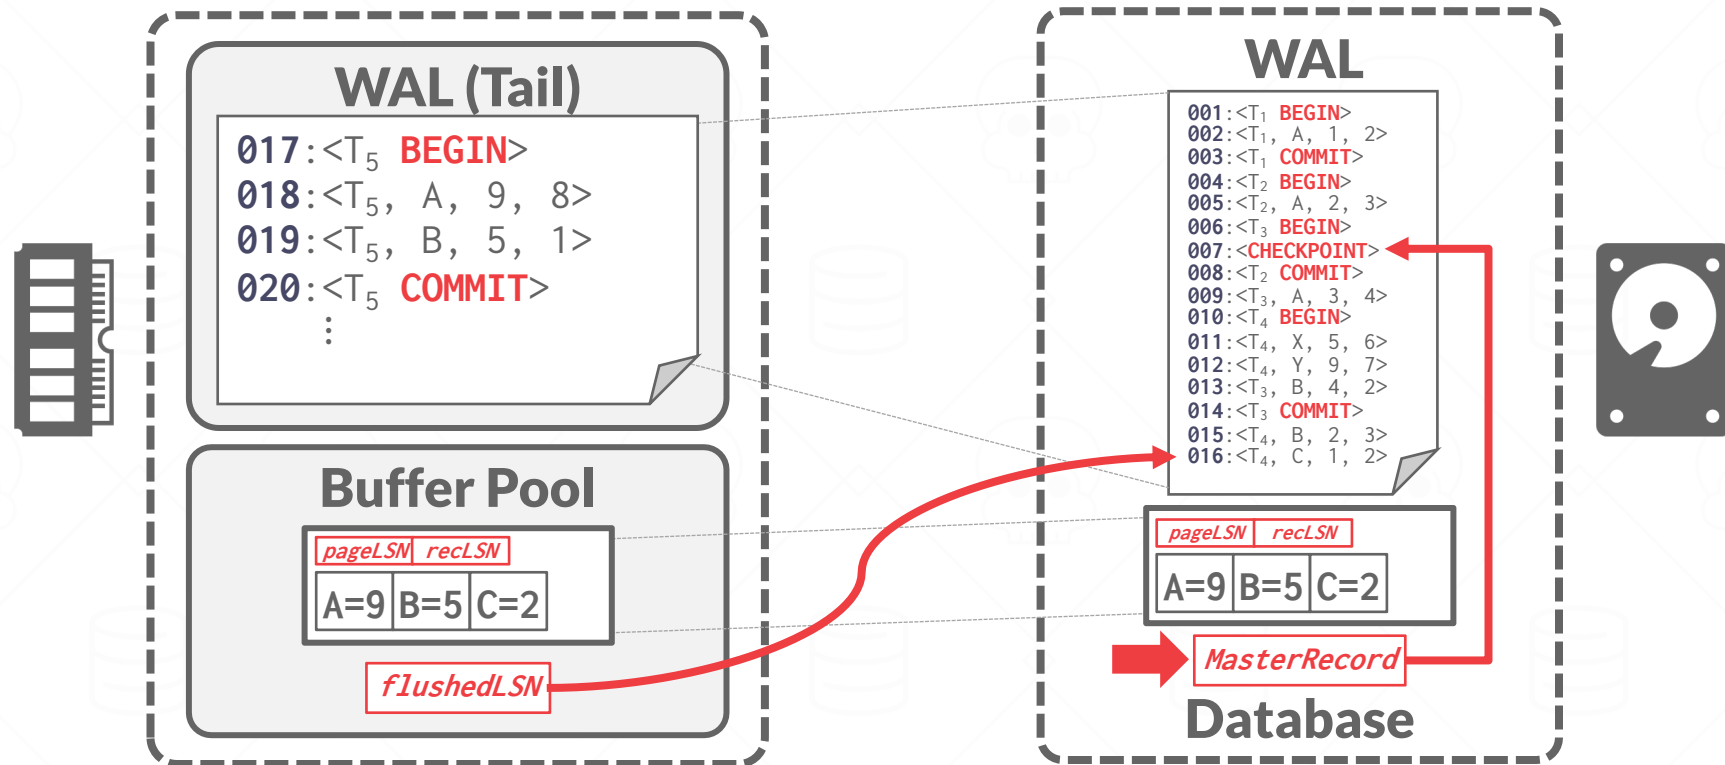 WAL (Tail)
017:<T5 BEGIN>
018:<T5, A, 9, 8>
019:<T5, B, 5, 1>
020:<T5 COMMIT>
⋮
Buffer Pool
pageLSN recLSN
A=9 B=5 C=2
flushedLSN
WAL
001:<T1 BEGIN>
002:<T1, A, 1, 2>
003:<T1 COMMIT>
004:<T2 BEGIN>
005:<T2, A, 2, 3>
006:<T3 BEGIN>
007:<CHECKPOINT>
008:<T2 COMMIT>
009:<T3, A, 3, 4>
010:<T4 BEGIN>
011:<T4, X, 5, 6>
012:<T4, Y, 9, 7>
013:<T3, B, 4, 2>
014:<T3 COMMIT>
015:<T4, B, 2, 3>
016:<T4, C, 1, 2>
pageLSN recLSN
A=9 B=5 C=2
MasterRecord
Database